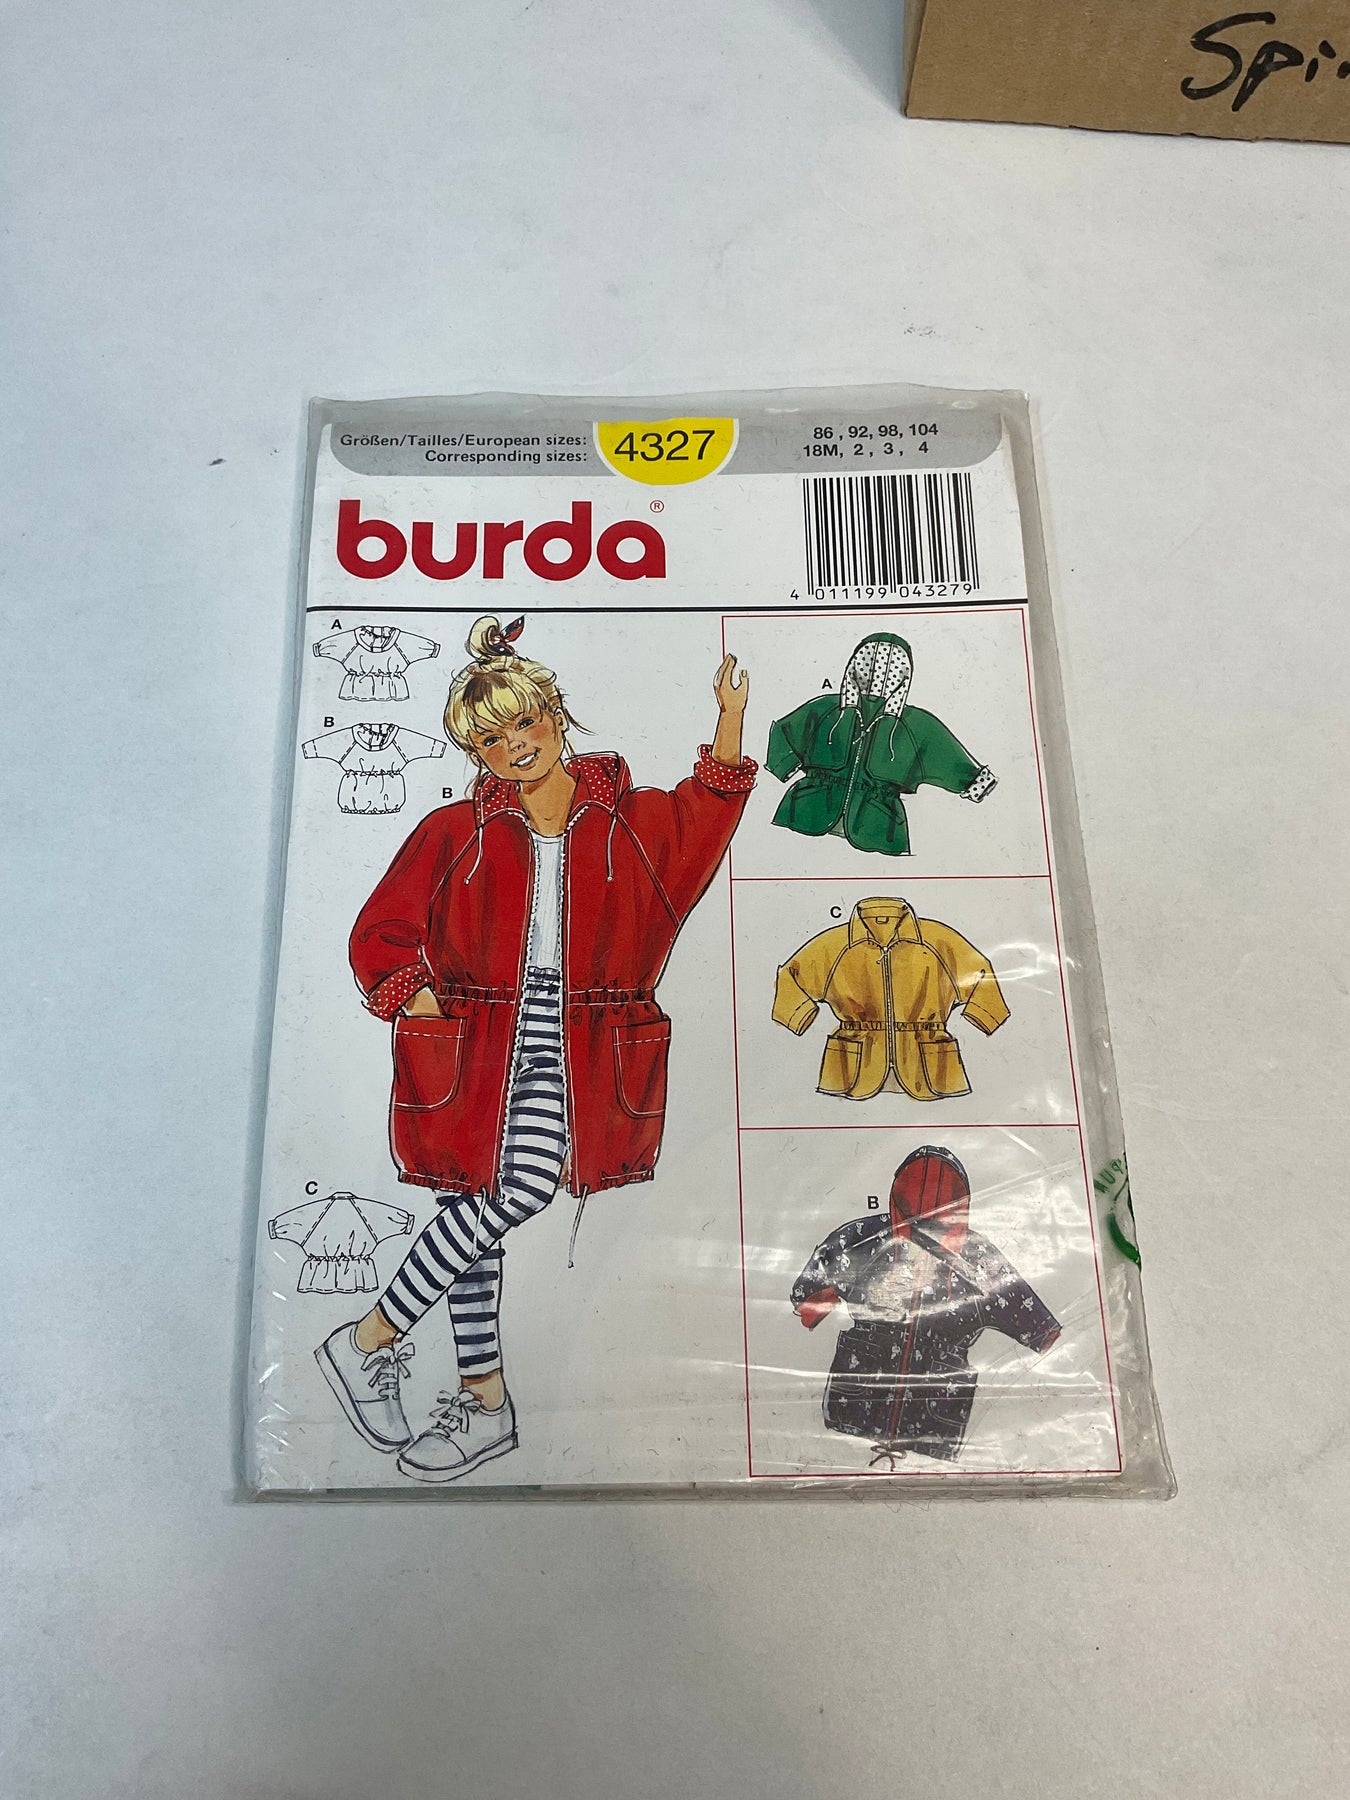 Größen/Tailles/European sizes:
Corresponding sizes:
4327
86 , 92, 98, 104
18M, 2 , 3 , 4
burda®
4 011199 043279
A
B
B
C
A
C
B